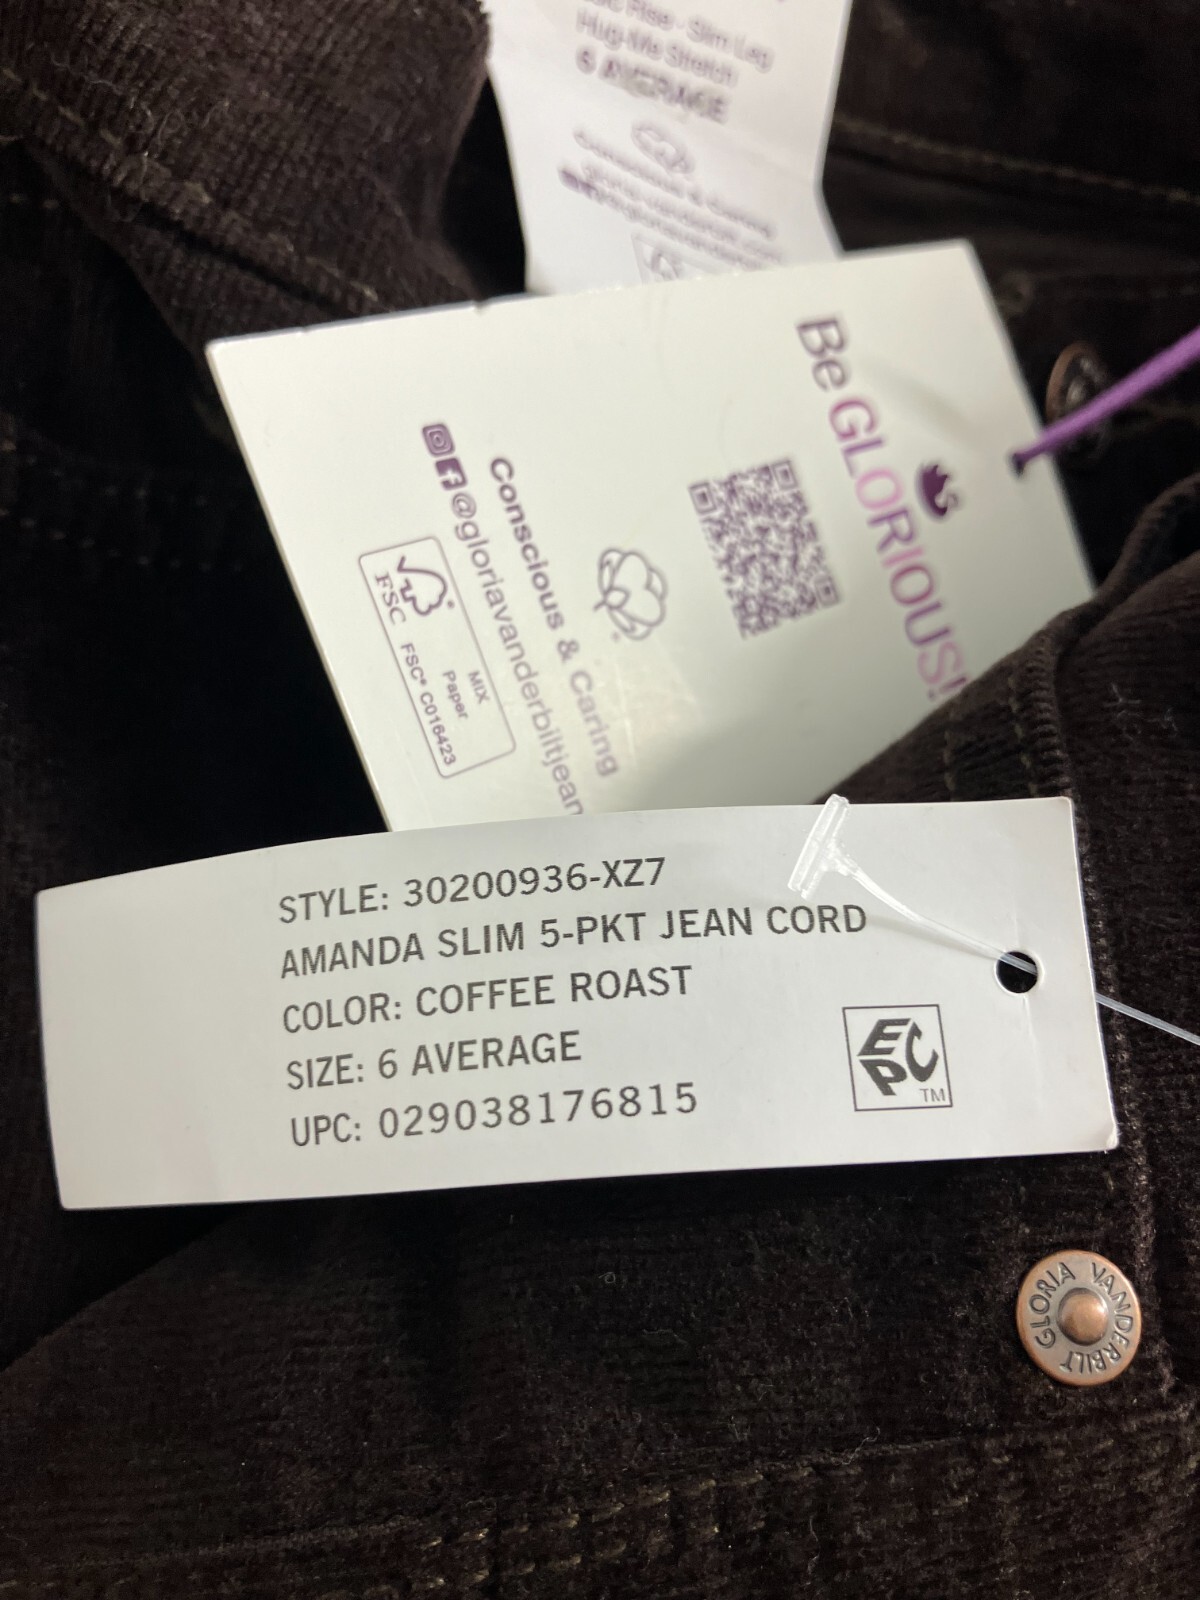 Rise - Slim Leg
Hug-Me Stretch
6 AVERAGE
Conscious & Caring
Be GLORIOUS!
Conscious & Caring
@gloriavanderbiltjean
FSC
MIX
Paper
FSC® C016423
STYLE: 30200936-XZ7
AMANDA SLIM 5-PKT JEAN CORD
COLOR: COFFEE ROAST
SIZE: 6 AVERAGE
UPC: 029038176815
EPC
TM
GLORIA VANDERBILT